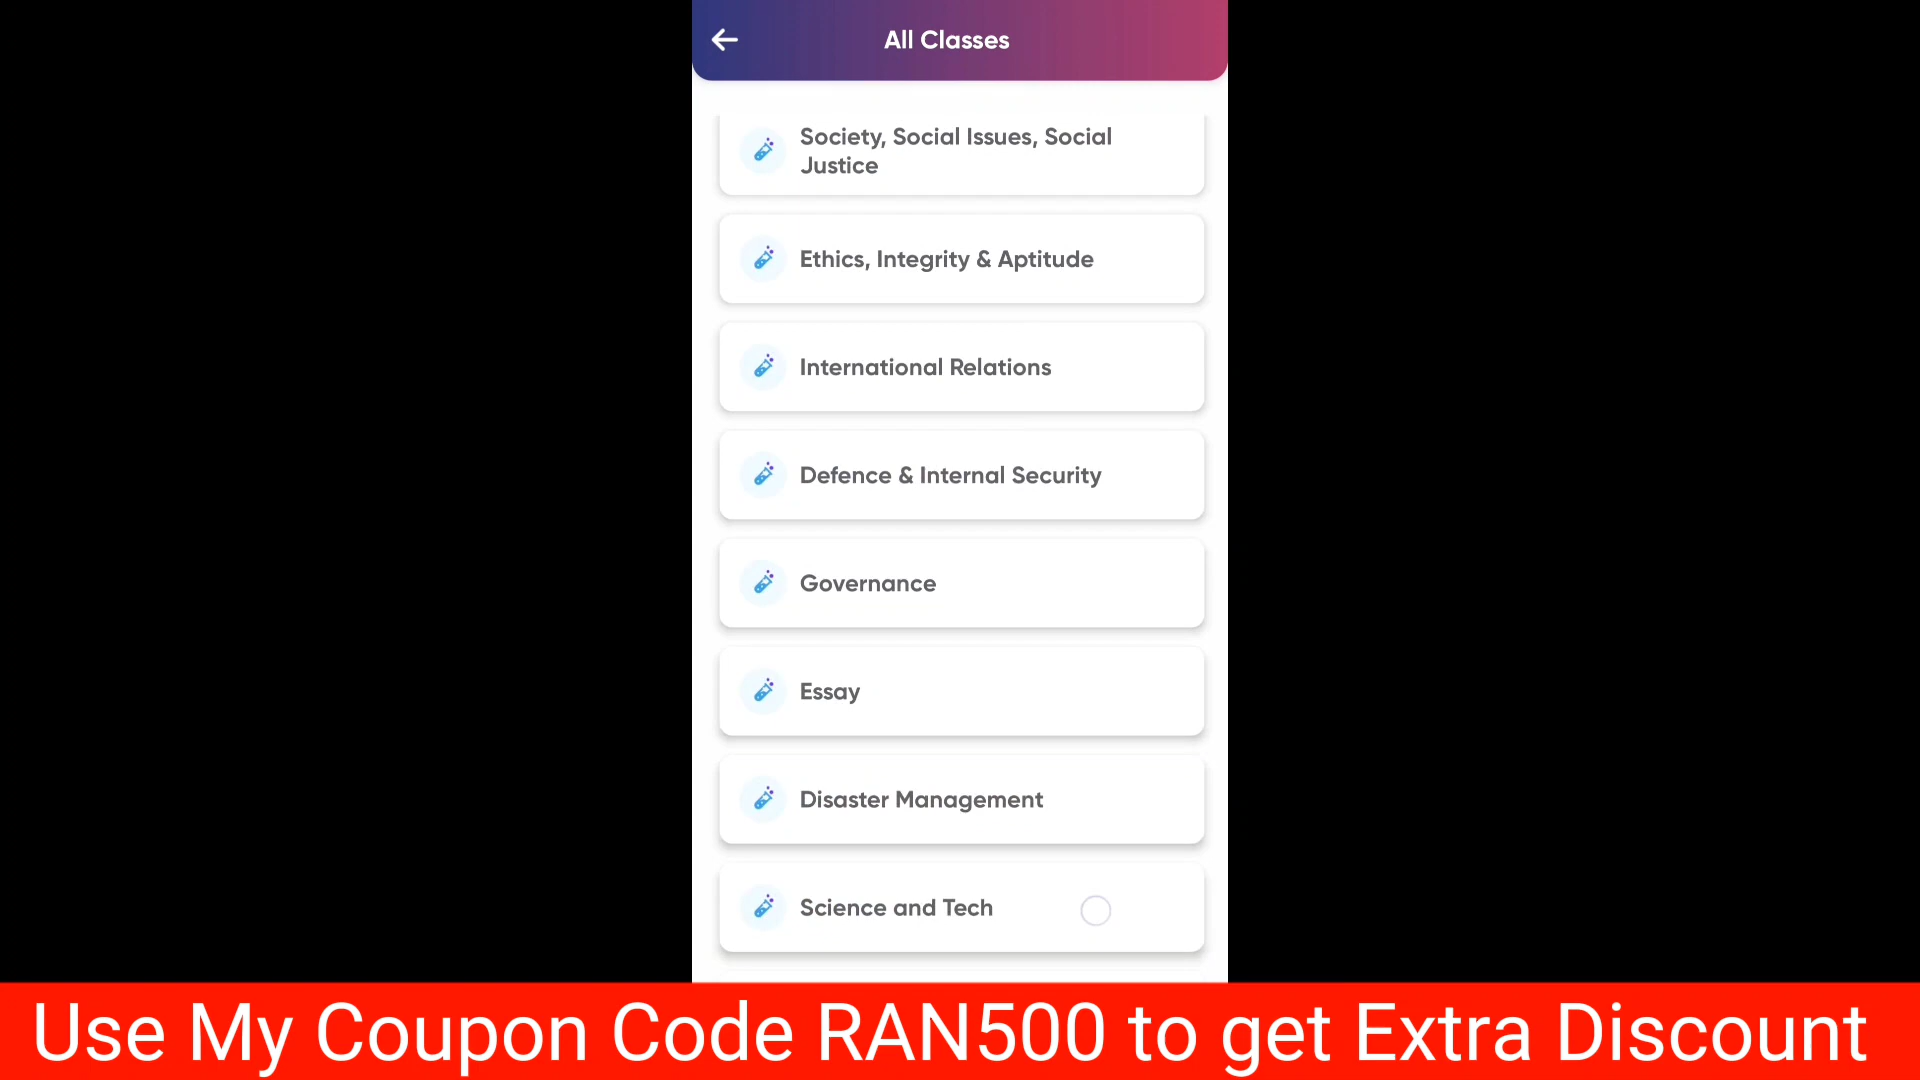 All Classes
Society, Social Issues, Social
Justice
Ethics, Integrity & Aptitude
International Relations
Defence & Internal Security
Governance
Essay
Disaster Management
Science and Tech
Use My Coupon Code RAN500 to get Extra Discount